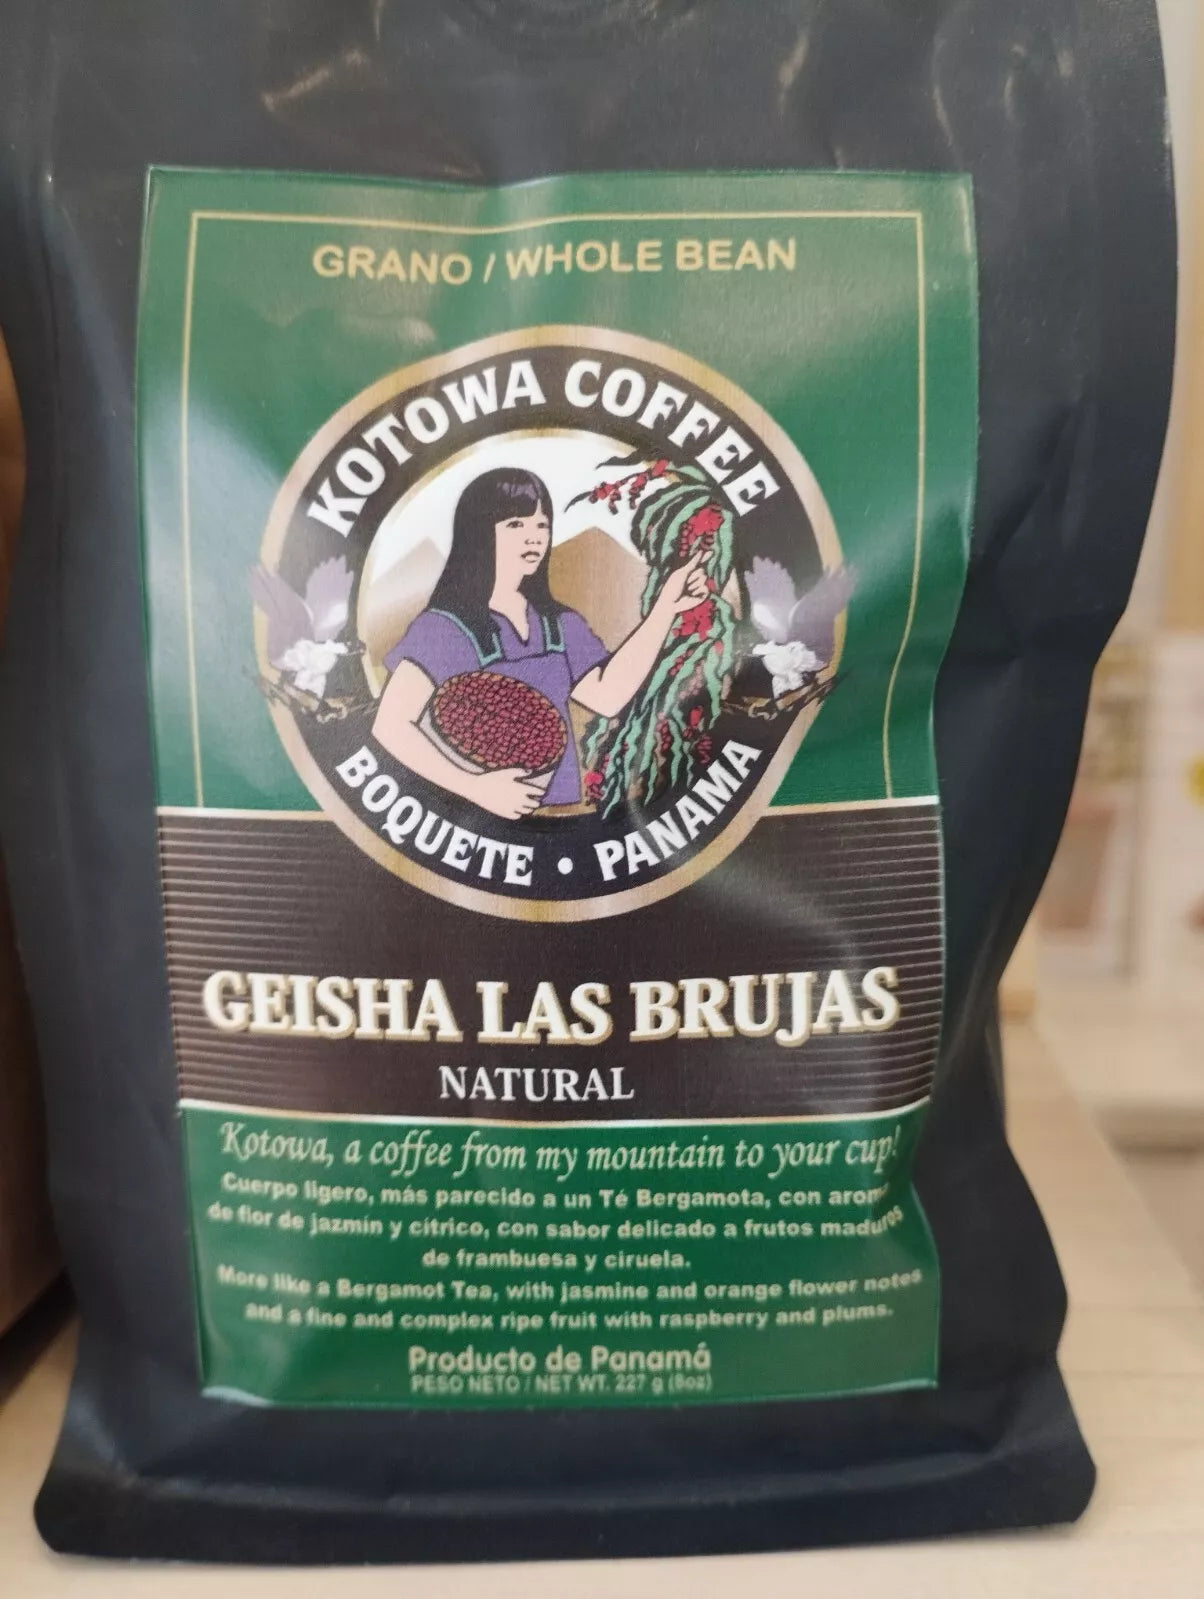 GRANO / WHOLE BEAN
KOTOWA COFFEE
BOQUETE • PANAMA
GEISHA LAS BRUJAS
NATURAL
Kotowa, a coffee from my mountain to your cup!
Cuerpo ligero, más parecido a un Té Bergamota, con aroma
de flor de jazmín y cítrico, con sabor delicado a frutos maduros
de frambuesa y ciruela.
More like a Bergamot Tea, with jasmine and orange flower notes
and a fine and complex ripe fruit with raspberry and plums.
Producto de Panamá
PESO NETO / NET WT. 227 g (8oz)